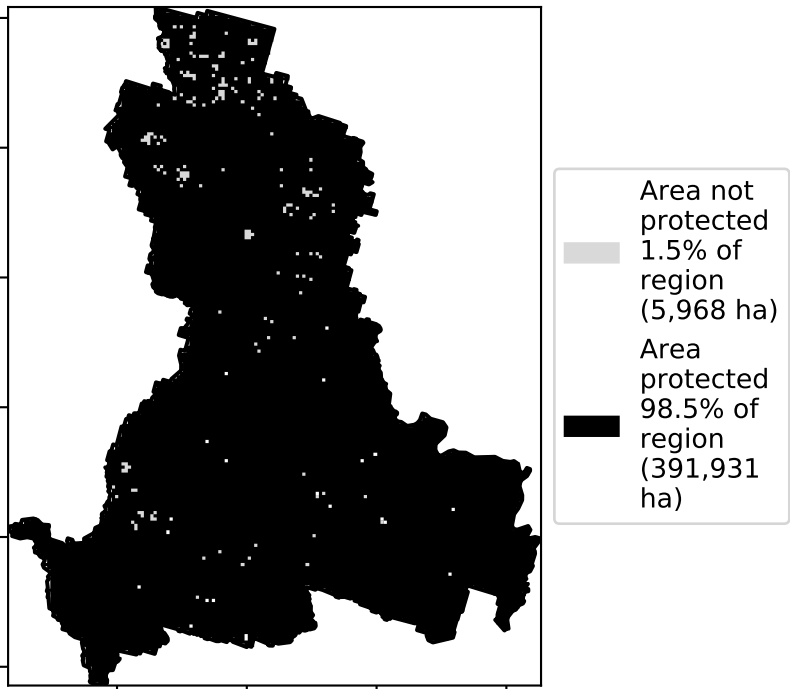 Area not
protected
1.5% of
region
(5,968 ha)
Area
protected
98.5% of
region
(391,931
ha)